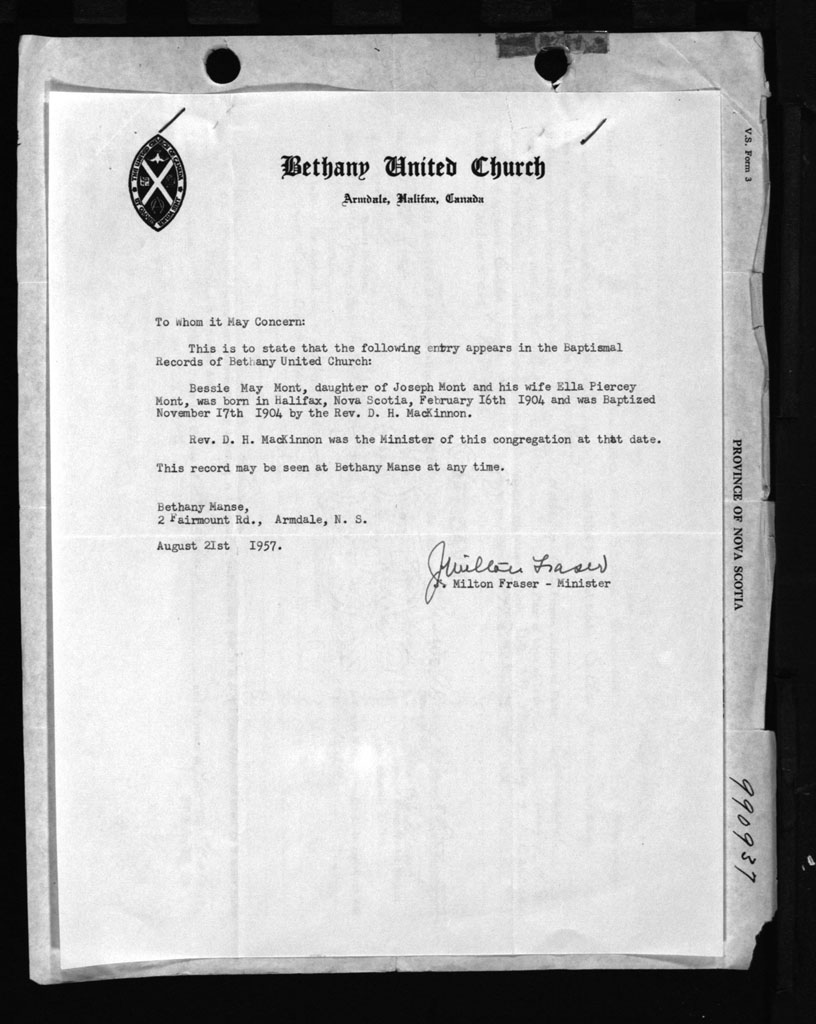 Bethany United Church
Armdale, Halifax, Canada
To Whom it May Concern:
This is to state that the following entry appears in the Baptismal
Records of Bethany United Church:
Bessie May Mont, daughter of Joseph Mont and his wife Ella Piercey
Mont, was born in Halifax, Nova Scotia, February 16th 1904 and was Baptized
November 17th 1904 by the Rev. D. H. MacKinnon.
Rev. D. H. MacKinnon was the Minister of this congregation at that date.
This record may be seen at Bethany Manse at any time.
Bethany Manse,
2 Fairmount Rd., Armdale, N. S.
August 21st 1957.
J Milton Fraser
J. Milton Fraser - Minister
V.S. Form 3
PROVINCE OF NOVA SCOTIA
990937